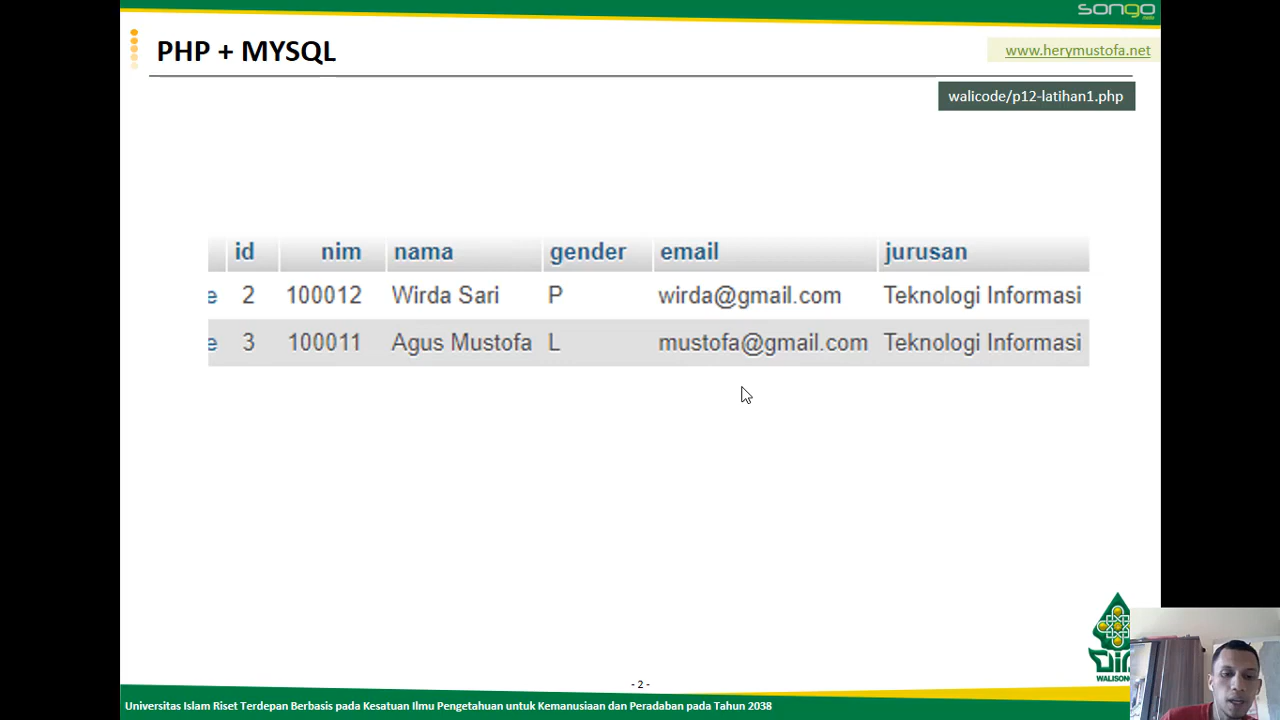 songo
PHP + MYSQL
www.herymustofa.net
walicode/p12-latihan1.php
id nim nama gender email jurusan
e 2 100012 Wirda Sari P wirda@gmail.com Teknologi Informasi
e 3 100011 Agus Mustofa L mustofa@gmail.com Teknologi Informasi
WALISONG
- 2 -
Universitas Islam Riset Terdepan Berbasis pada Kesatuan Ilmu Pengetahuan untuk Kemanusiaan dan Peradaban pada Tahun 2038